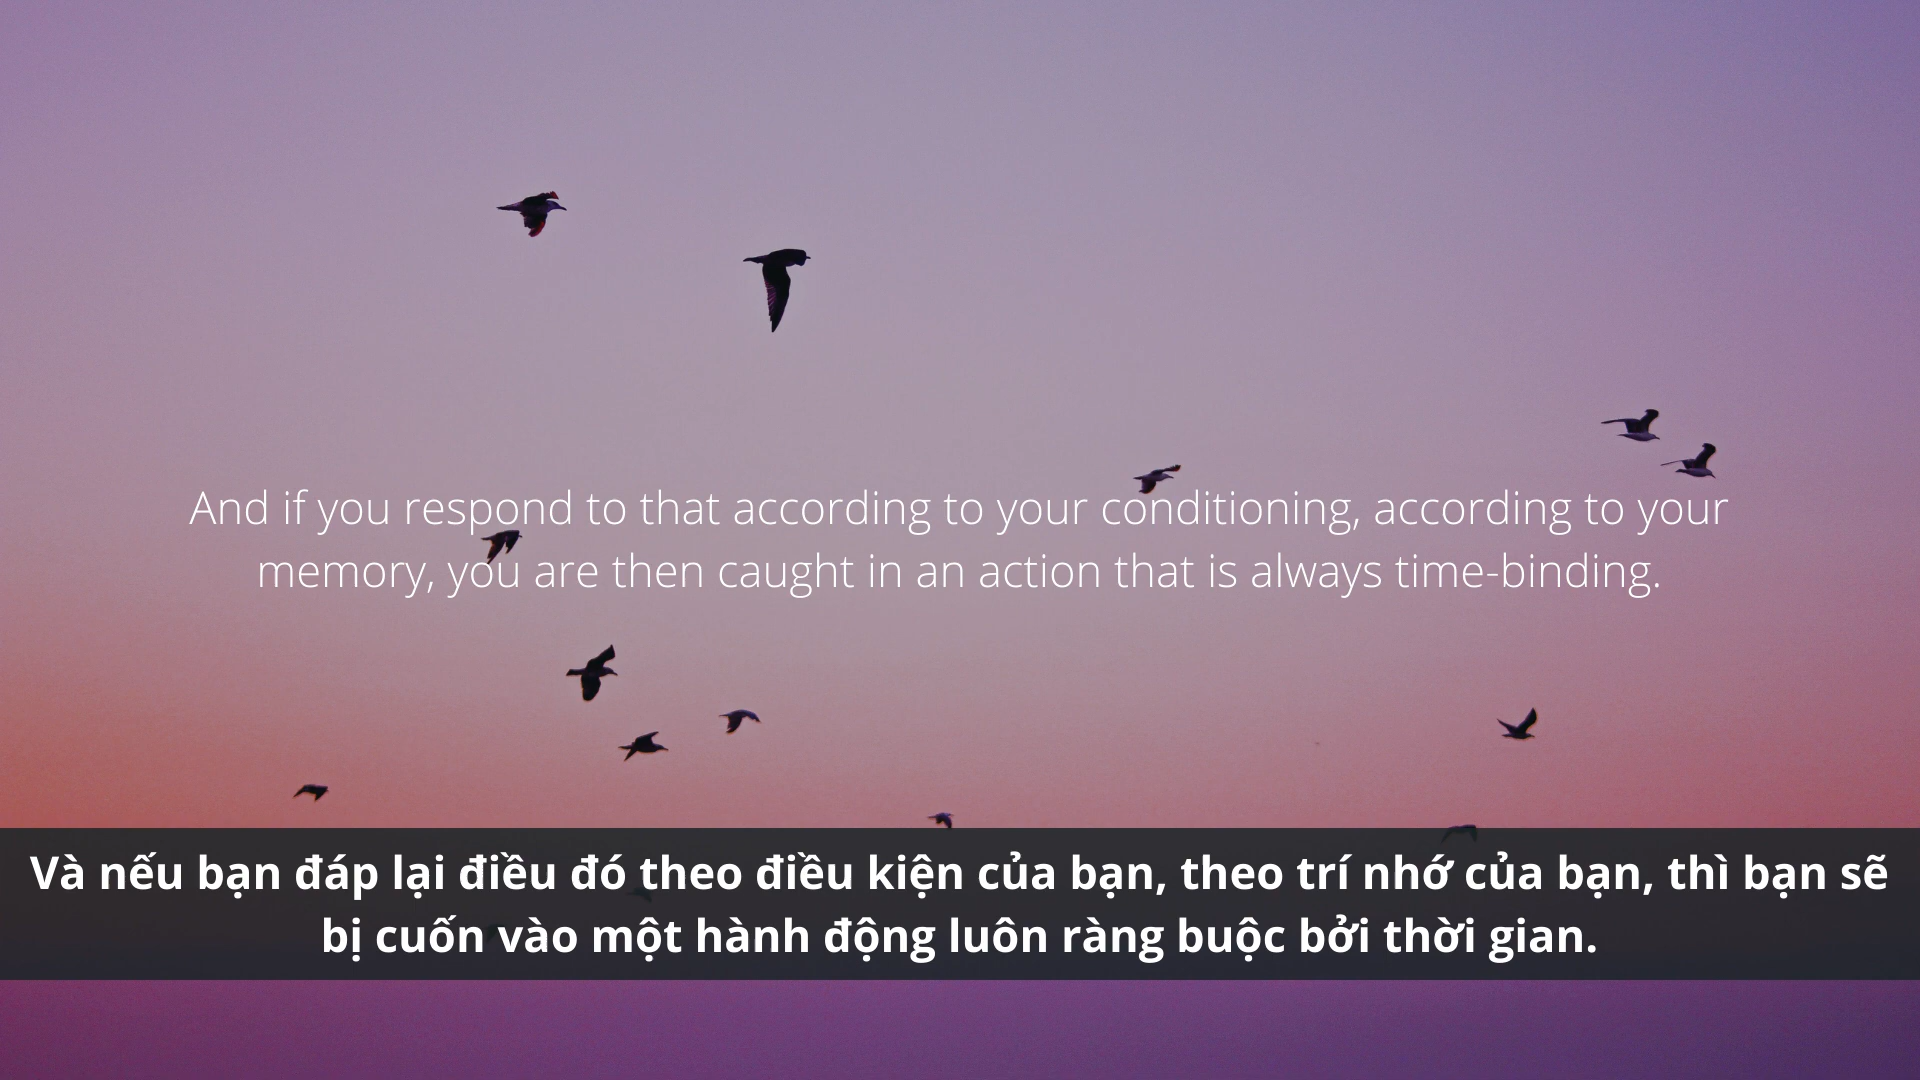 And if you respond to that according to your conditioning, according to your
memory, you are then caught in an action that is always time-binding.
Và nếu bạn đáp lại điều đó theo điều kiện của bạn, theo trí nhớ của bạn, thì bạn sẽ
bị cuốn vào một hành động luôn ràng buộc bởi thời gian.